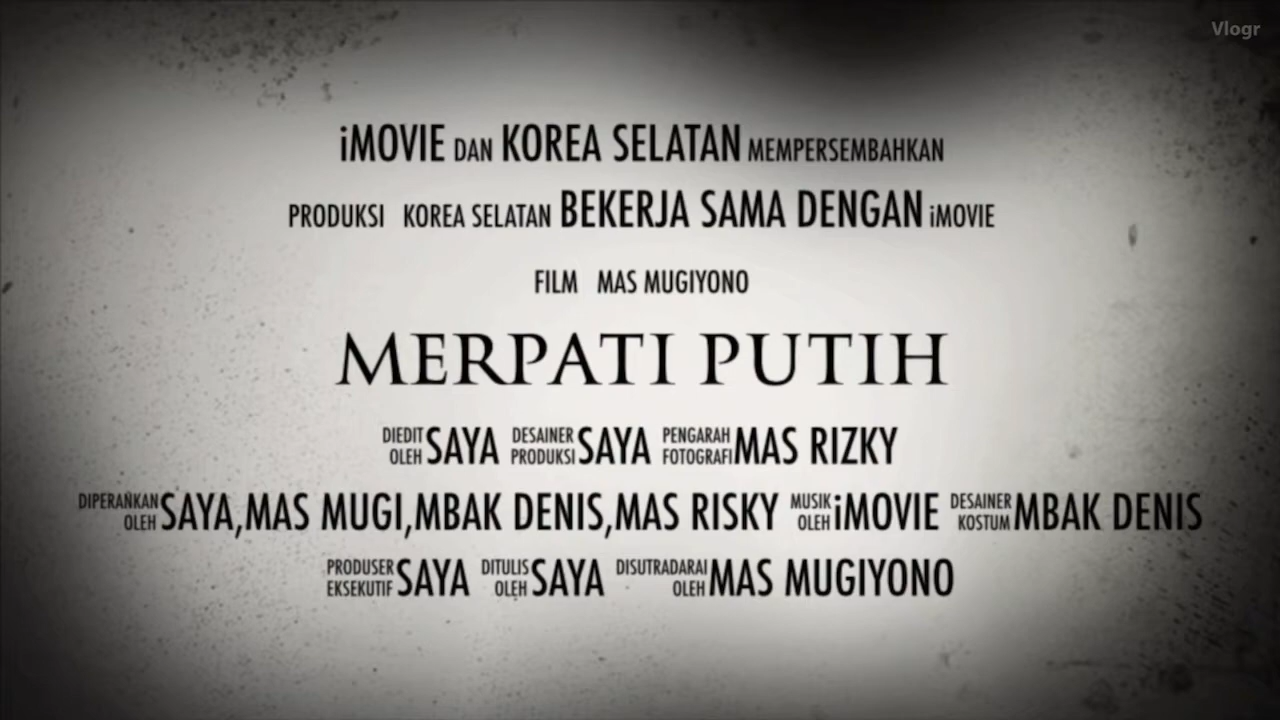 Vlogr
iMOVIE DAN KOREA SELATAN MEMPERSEMBAHKAN
PRODUKSI KOREA SELATAN BEKERJA SAMA DENGAN iMOVIE
FILM MAS MUGIYONO
MERPATI PUTIH
DIEDIT OLEH SAYA DESAINER PRODUKSI SAYA PENGARAH FOTOGRAFI MAS RIZKY
DIPERANKAN OLEH SAYA,MAS MUGI,MBAK DENIS,MAS RISKY MUSIK OLEH iMOVIE DESAINER KOSTUM MBAK DENIS
PRODUSER EKSEKUTIF SAYA DITULIS OLEH SAYA DISUTRADARAI OLEH MAS MUGIYONO